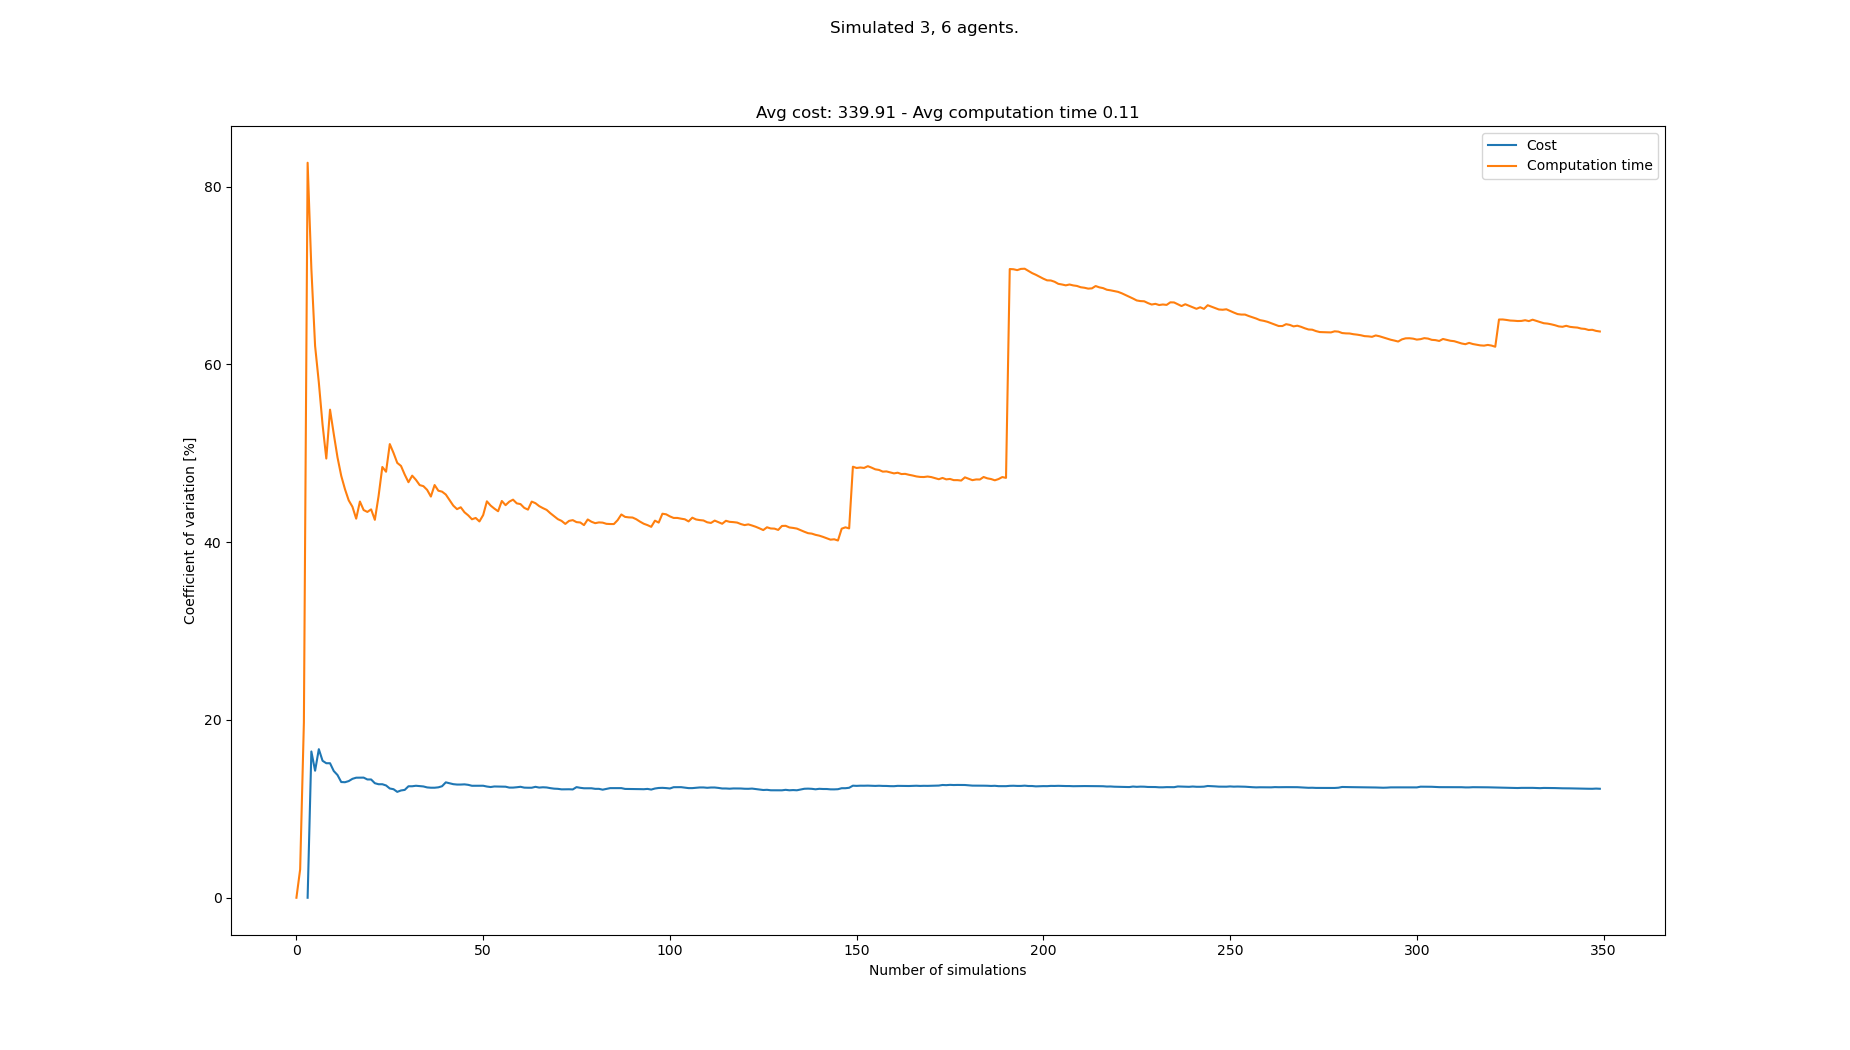 Simulated 3, 6 agents.
Avg cost: 339.91 - Avg computation time 0.11
Cost
Computation time
80
60
40
20
0
Coefficient of variation [%]
0 50 100 150 200 250 300 350
Number of simulations